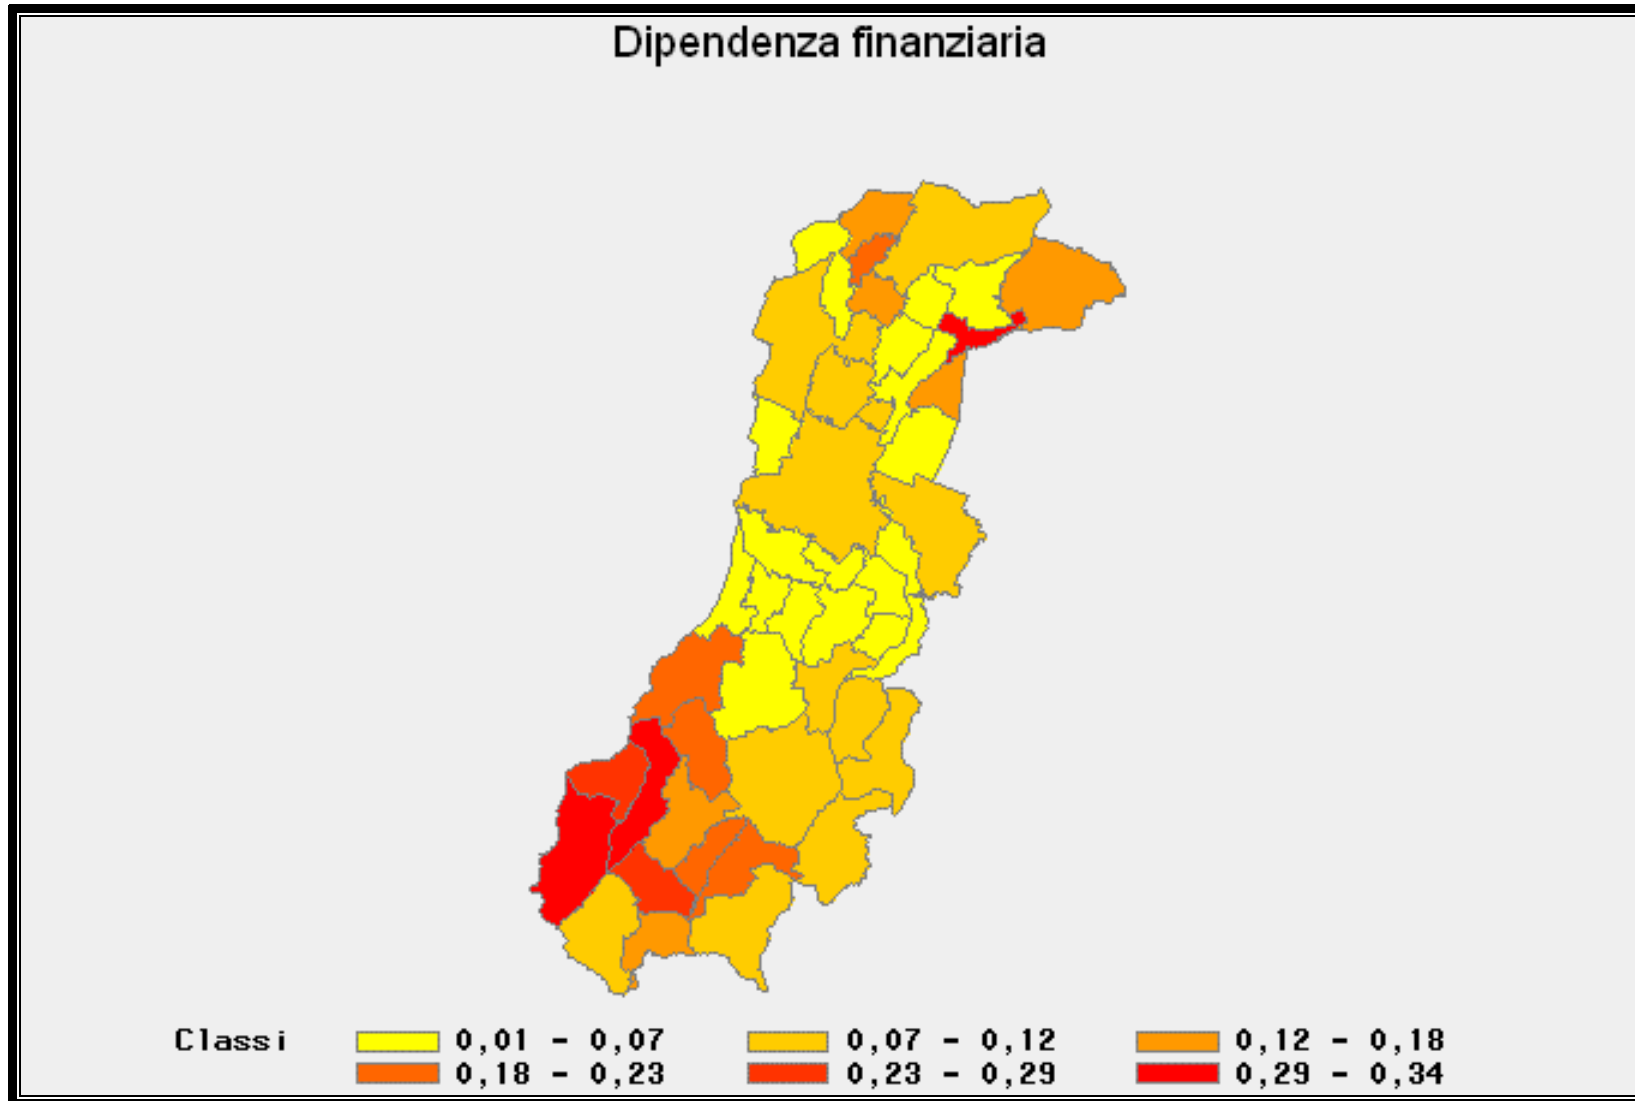 Dipendenza finanziaria
Classi 0,01 - 0,07 0,07 - 0,12 0,12 - 0,18
0,18 - 0,23 0,23 - 0,29 0,29 - 0,34